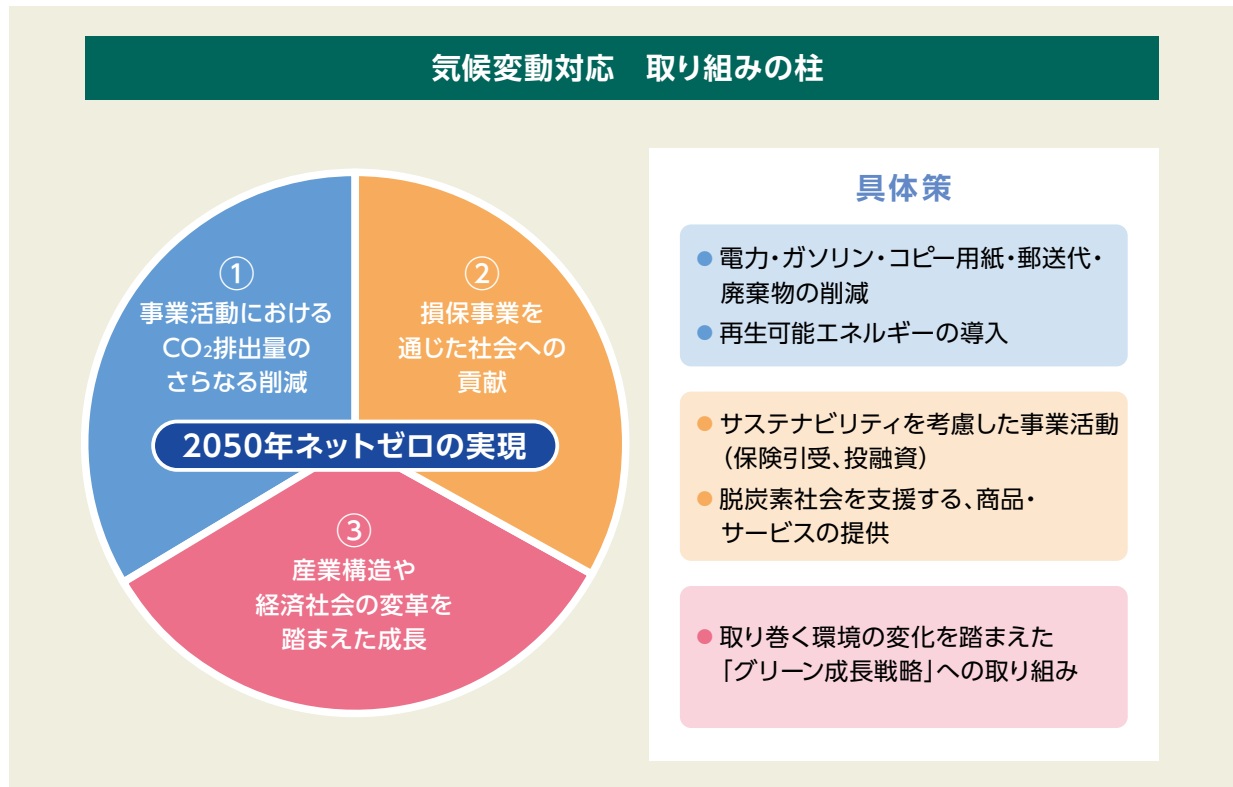 気候変動対応　取り組みの柱
①
事業活動における
CO₂排出量の
さらなる削減
②
損保事業を
通じた社会への
貢献
2050年ネットゼロの実現
③
産業構造や
経済社会の変革を
踏まえた成長
具体策
● 電力・ガソリン・コピー用紙・郵送代・
廃棄物の削減
● 再生可能エネルギーの導入
● サステナビリティを考慮した事業活動
（保険引受、投融資）
● 脱炭素社会を支援する、商品・
サービスの提供
● 取り巻く環境の変化を踏まえた
「グリーン成長戦略」への取り組み